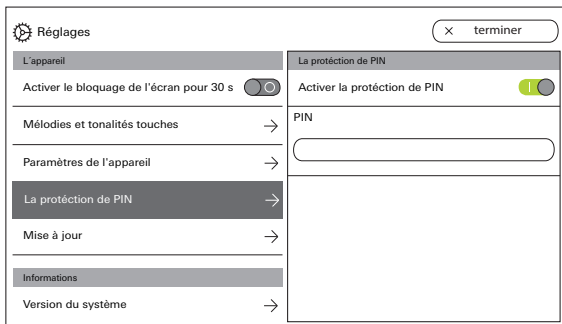 Réglages
× terminer
L´appareil
Activer le bloquage de l'écran pour 30 s
Mélodies et tonalités touches
Paramètres de l'appareil
La protéction de PIN
Mise à jour
Informations
Version du système
La protéction de PIN
Activer la protéction de PIN
PIN